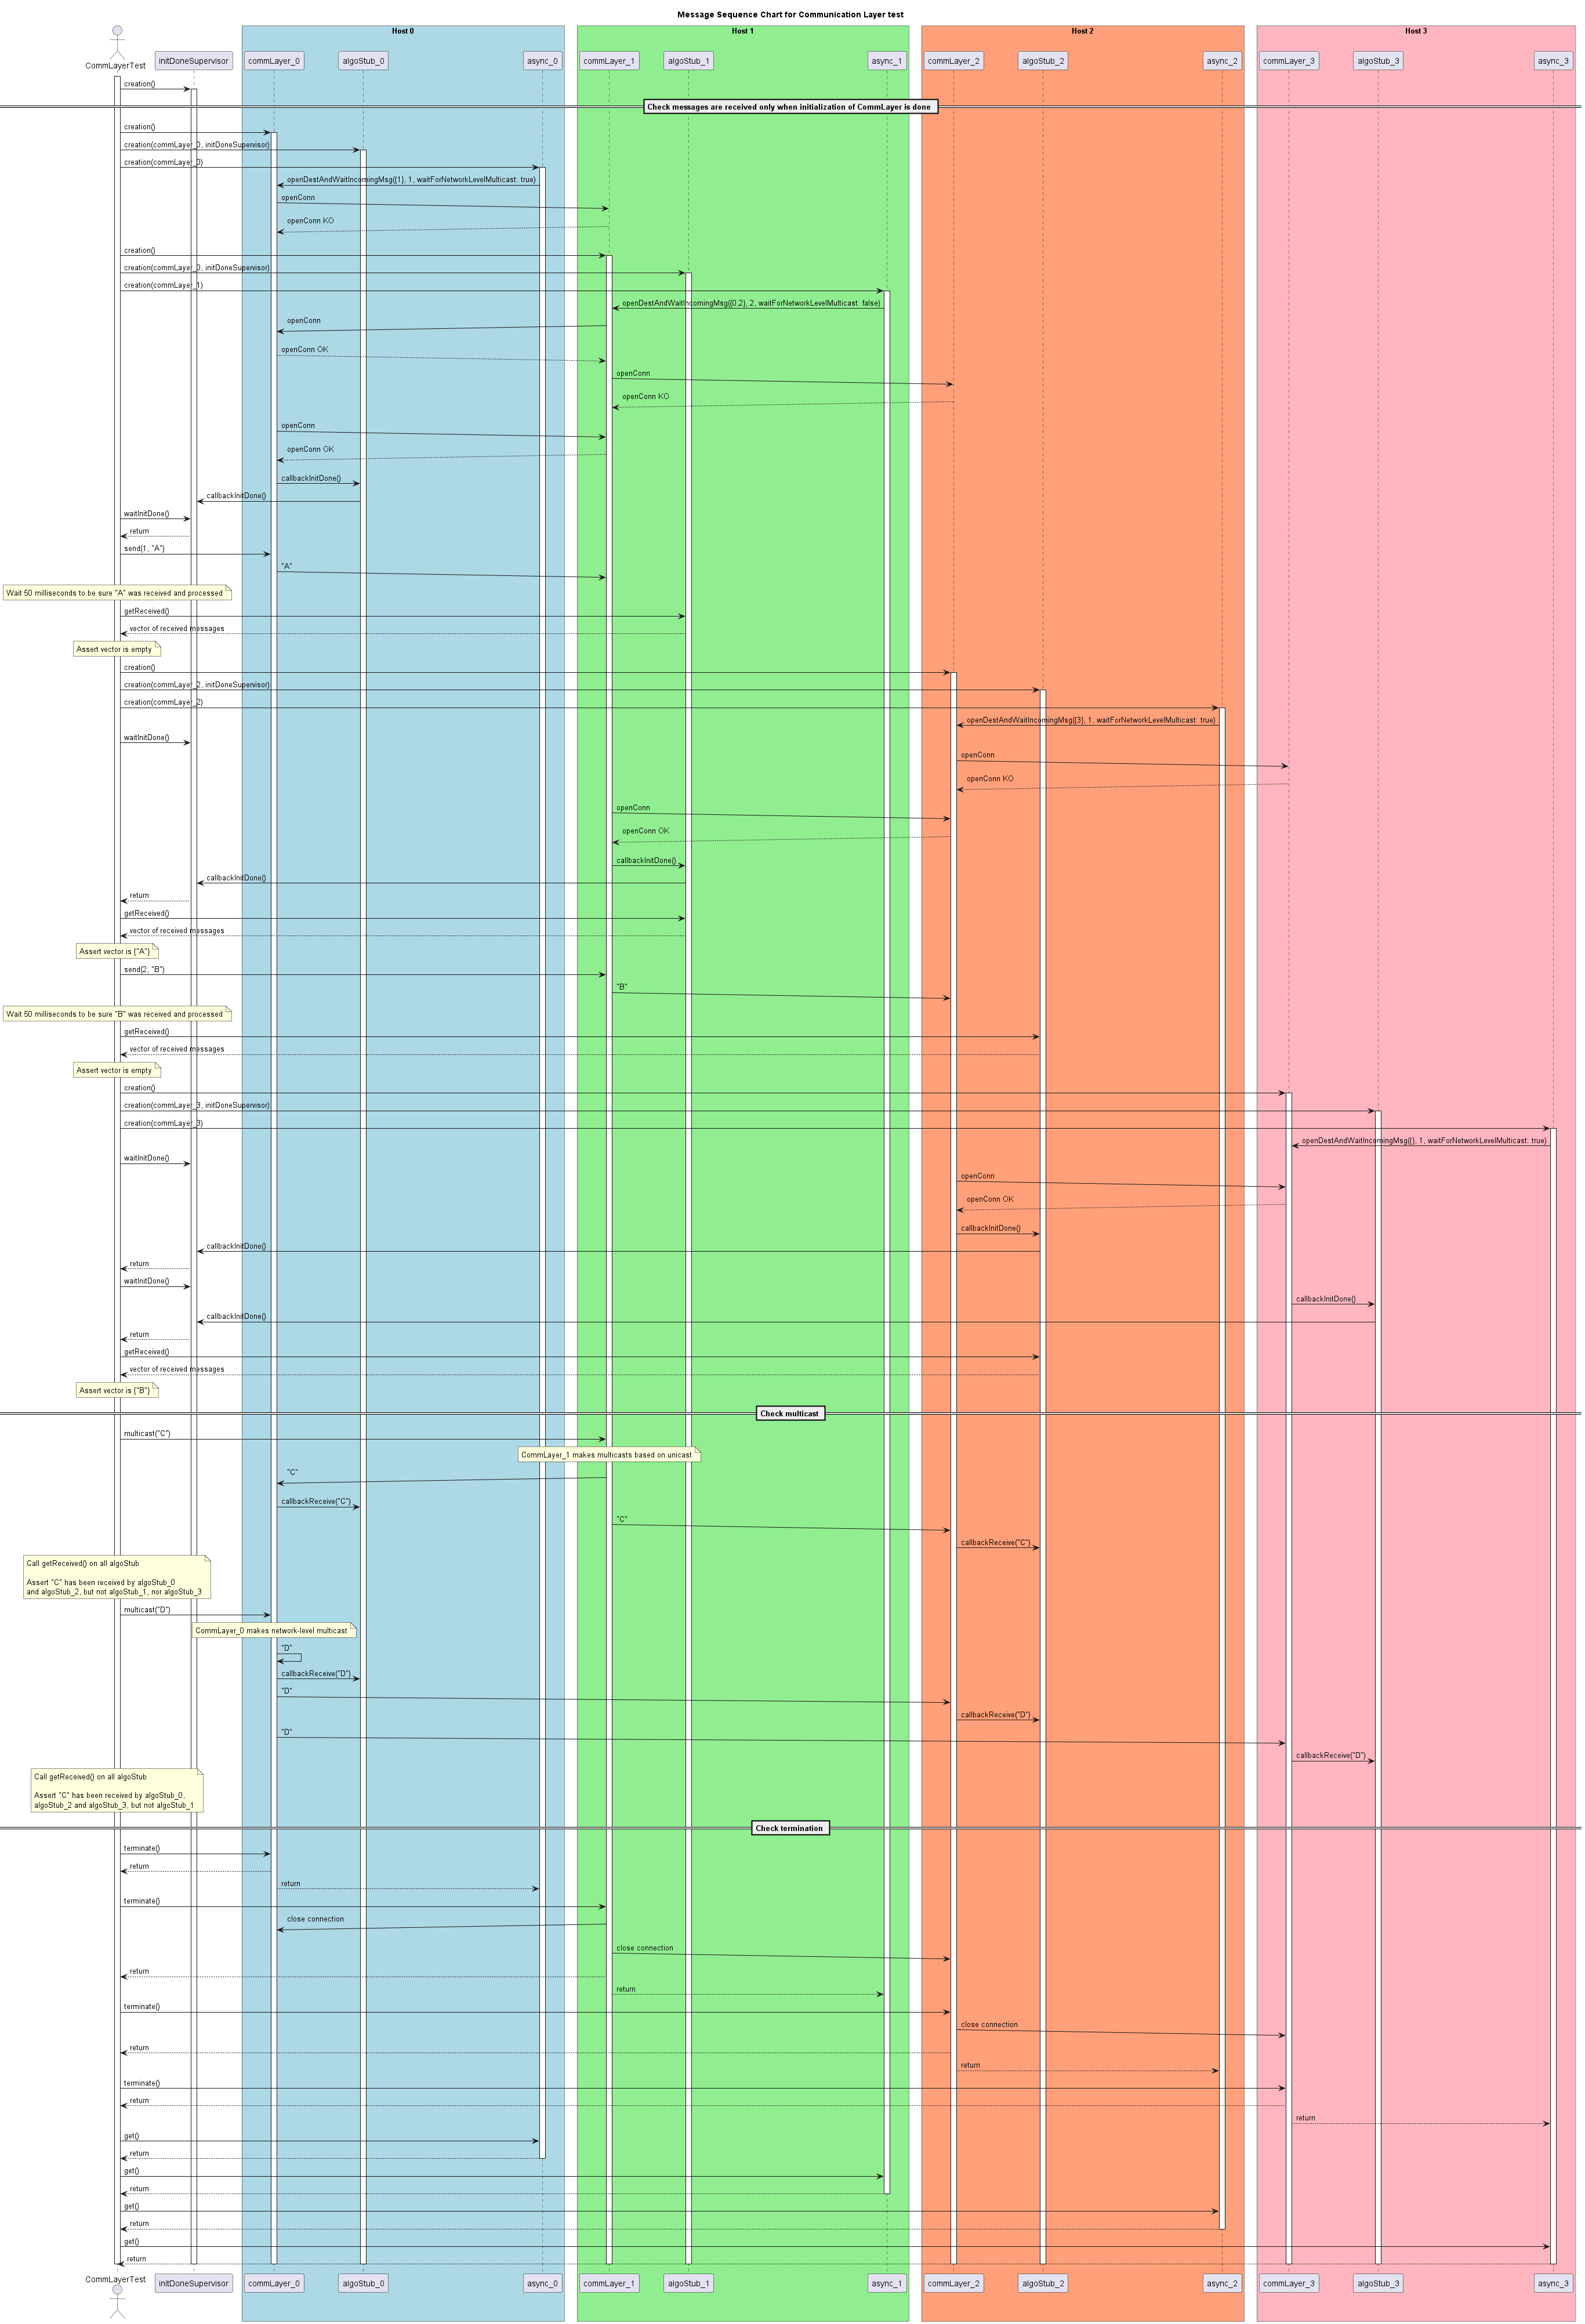 Message Sequence Chart for Communication Layer test
Host 0
Host 1
Host 2
Host 3
CommLayerTest
initDoneSupervisor
commLayer_0
algoStub_0
async_0
commLayer_1
algoStub_1
async_1
commLayer_2
algoStub_2
async_2
commLayer_3
algoStub_3
async_3
creation()
Check messages are received only when initialization of CommLayer is done
creation()
creation(commLayer_0, initDoneSupervisor)
creation(commLayer_0)
openDestAndWaitIncomingMsg({1}, 1, waitForNetworkLevelMulticast: true)
openConn
openConn KO
creation()
creation(commLayer_0, initDoneSupervisor)
creation(commLayer_1)
openDestAndWaitIncomingMsg({0,2}, 2, waitForNetworkLevelMulticast: false)
openConn
openConn OK
openConn
openConn KO
openConn
openConn OK
callbackInitDone()
callbackInitDone()
waitInitDone()
return
send(1, "A")
"A"
Wait 50 milliseconds to be sure "A" was received and processed
getReceived()
vector of received messages
Assert vector is empty
creation()
creation(commLayer_2, initDoneSupervisor)
creation(commLayer_2)
openDestAndWaitIncomingMsg({3}, 1, waitForNetworkLevelMulticast: true)
waitInitDone()
openConn
openConn KO
openConn
openConn OK
callbackInitDone()
callbackInitDone()
return
getReceived()
vector of received messages
Assert vector is {"A"}
send(2, "B")
"B"
Wait 50 milliseconds to be sure "B" was received and processed
getReceived()
vector of received messages
Assert vector is empty
creation()
creation(commLayer_3, initDoneSupervisor)
creation(commLayer_3)
openDestAndWaitIncomingMsg({}, 1, waitForNetworkLevelMulticast: true)
waitInitDone()
openConn
openConn OK
callbackInitDone()
callbackInitDone()
return
waitInitDone()
callbackInitDone()
callbackInitDone()
return
getReceived()
vector of received messages
Assert vector is {"B"}
Check multicast
multicast("C")
CommLayer_1 makes multicasts based on unicast
"C"
callbackReceive("C")
"C"
callbackReceive("C")
Call getReceived() on all algoStub
Assert "C" has been received by algoStub_0
and algoStub_2, but not algoStub_1, nor algoStub_3
multicast("D")
CommLayer_0 makes network-level multicast
"D"
callbackReceive("D")
"D"
callbackReceive("D")
"D"
callbackReceive("D")
Call getReceived() on all algoStub
Assert "C" has been received by algoStub_0,
algoStub_2 and algoStub_3, but not algoStub_1
Check termination
terminate()
return
return
terminate()
close connection
close connection
return
return
terminate()
close connection
return
return
terminate()
return
return
get()
return
get()
return
get()
return
get()
return
CommLayerTest
initDoneSupervisor
commLayer_0
algoStub_0
async_0
commLayer_1
algoStub_1
async_1
commLayer_2
algoStub_2
async_2
commLayer_3
algoStub_3
async_3